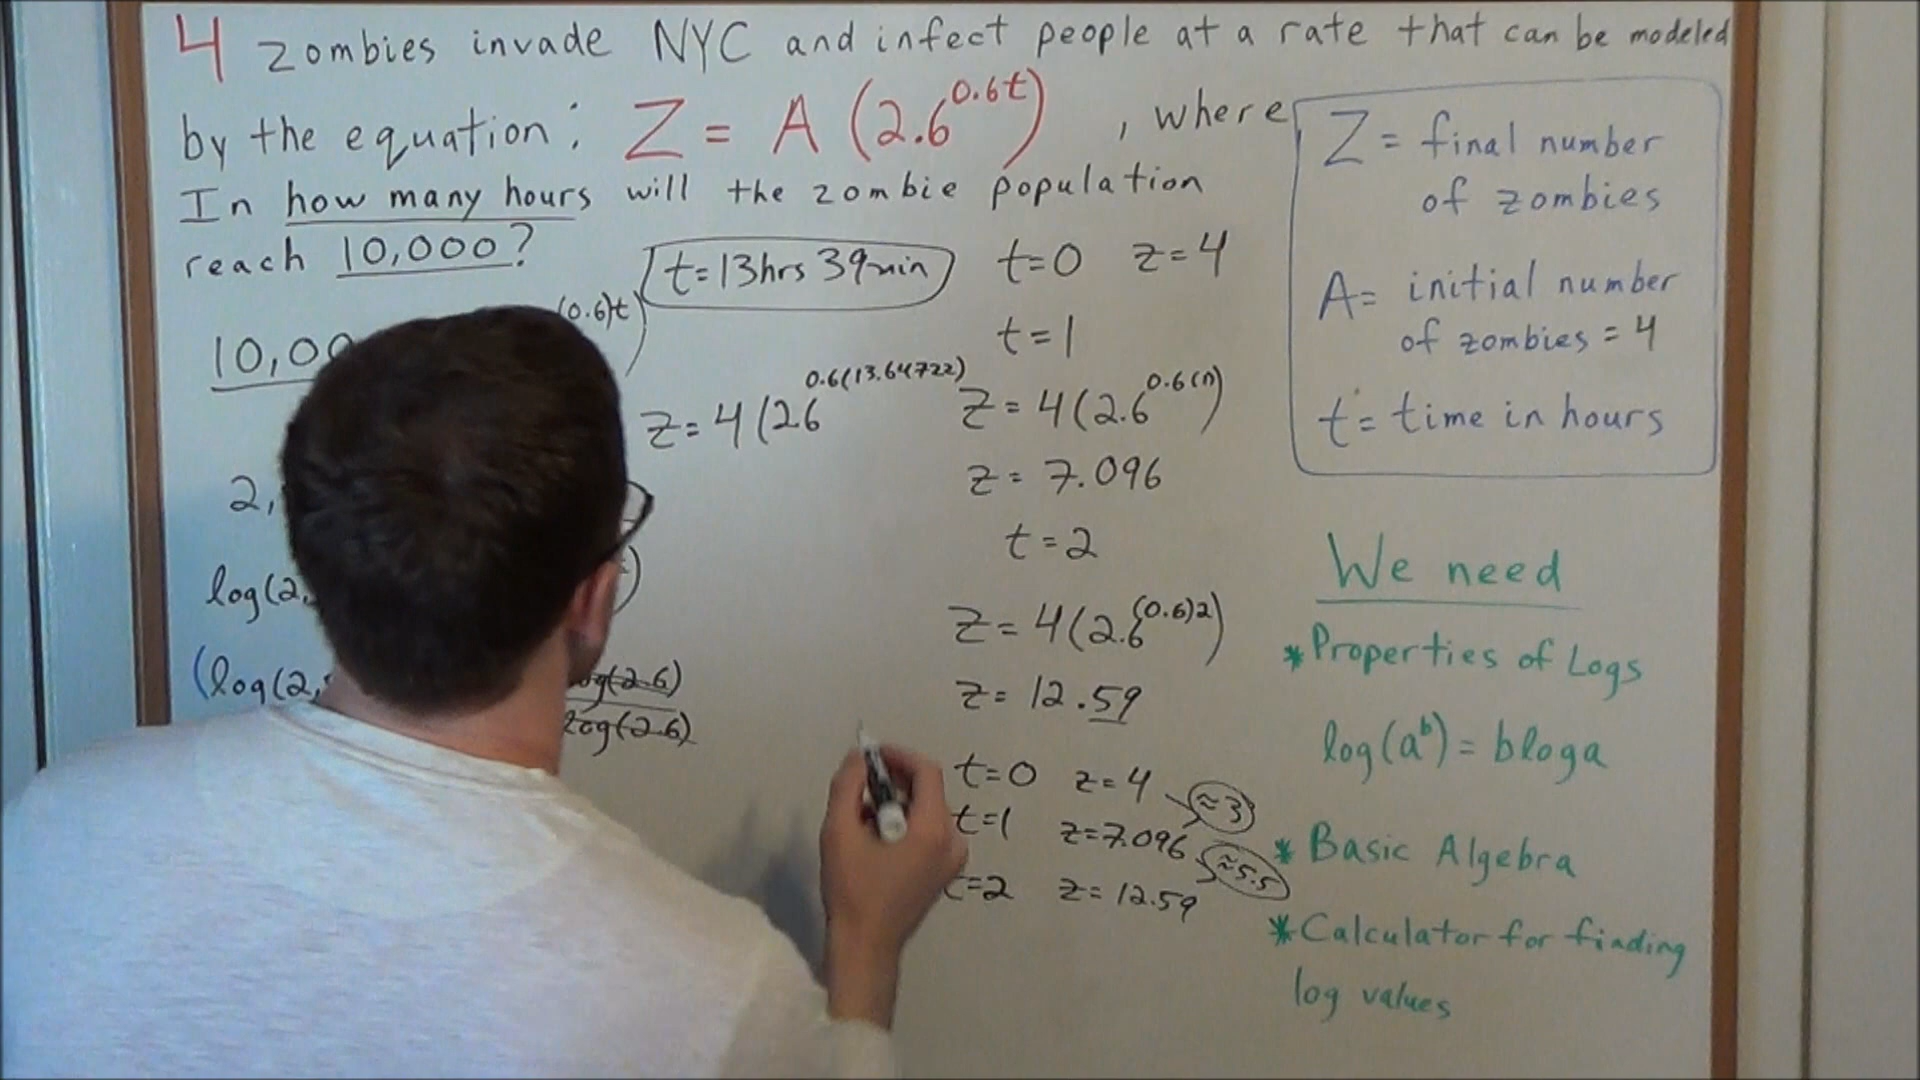 4 zombies invade NYC and infect people at a rate that can be modeled
by the equation: Z = A (2.6^0.6t) , where
In how many hours will the zombie population
reach 10,000?
t=13hrs 39min
(0.6)t)
10,00
2,
log(2,
(log(2,
log(2.6)
log(2.6)
z=4(2.6^0.6(13.64722)
t=0 z=4
t=1
z=4(2.6^0.6(1))
z=7.096
t=2
z=4(2.6^(0.6)2)
z=12.59
t=0 z=4 ≈3
t=1 z=7.096 ≈5.5
t=2 z=12.59
Z = final number
of zombies
A= initial number
of zombies = 4
t= time in hours
We need
*Properties of Logs
log(a^b) = bloga
* Basic Algebra
*Calculator for finding
log values